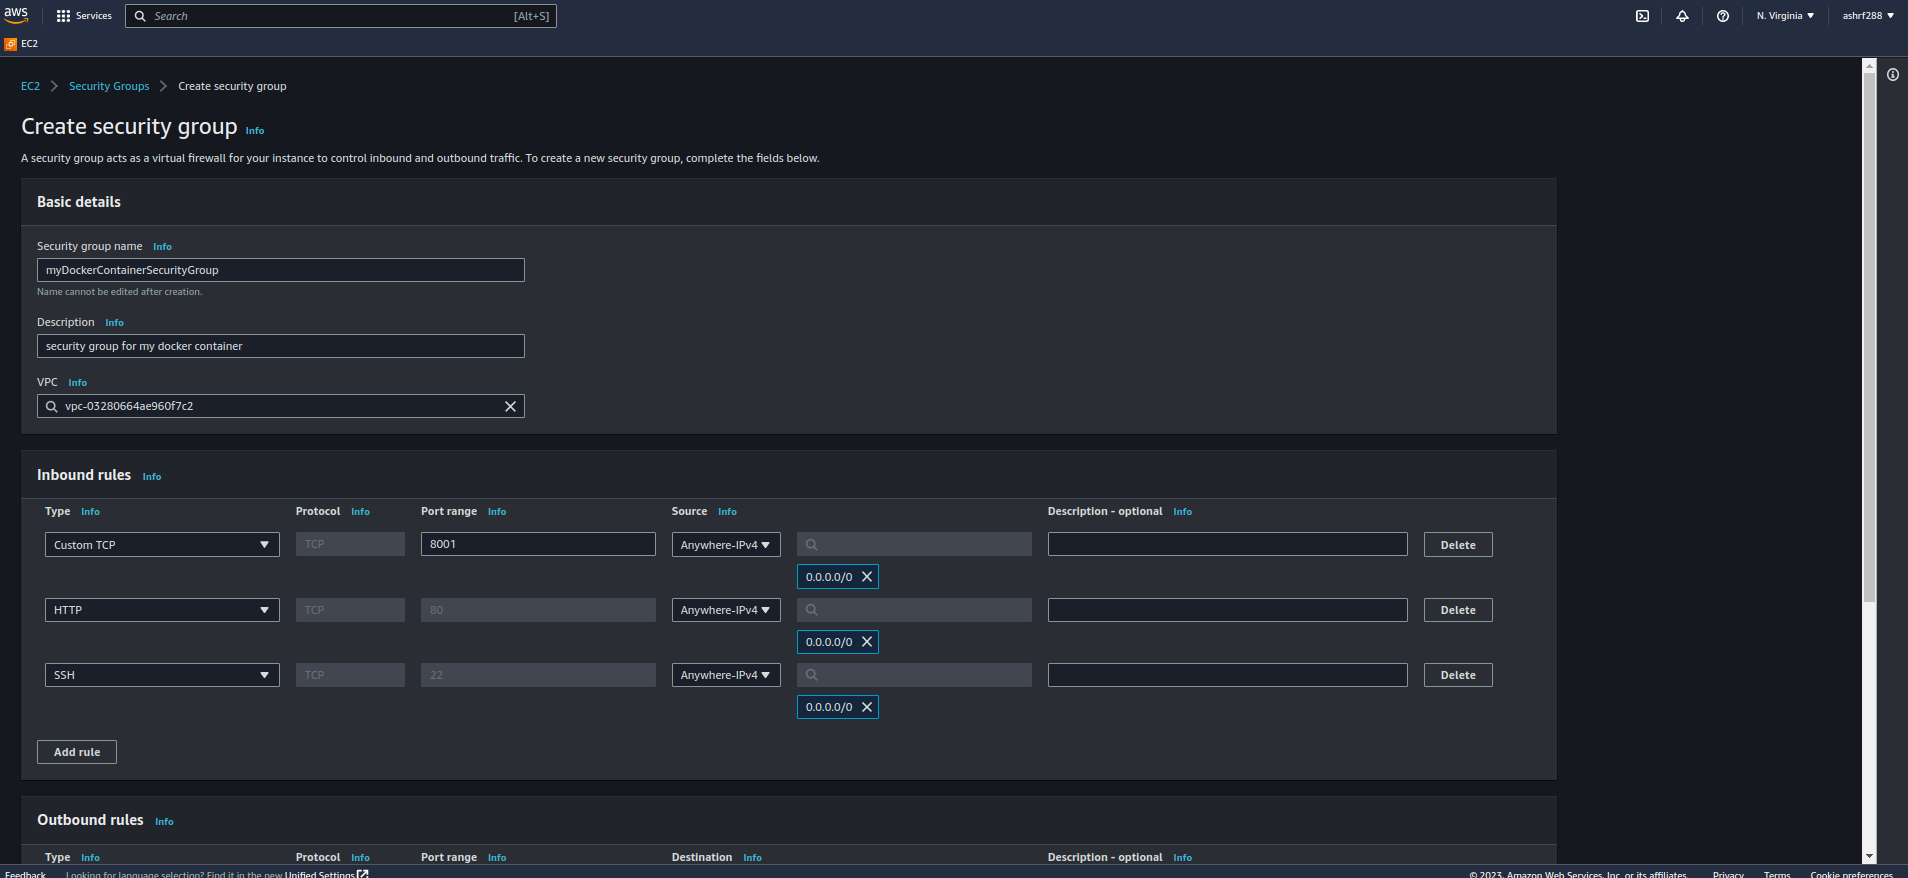 aws Services Search [Alt+S] N. Virginia ashrf288
EC2
EC2 Security Groups Create security group
Create security group Info
A security group acts as a virtual firewall for your instance to control inbound and outbound traffic. To create a new security group, complete the fields below.
Basic details
Security group name Info
myDockerContainerSecurityGroup
Name cannot be edited after creation.
Description Info
security group for my docker container
VPC Info
vpc-03280664ae960f7c2
Inbound rules Info
Type Info Protocol Info Port range Info Source Info Description - optional Info
Custom TCP TCP 8001 Anywhere-IPv4 Delete
0.0.0.0/0
HTTP TCP 80 Anywhere-IPv4 Delete
0.0.0.0/0
SSH TCP 22 Anywhere-IPv4 Delete
0.0.0.0/0
Add rule
Outbound rules Info
Type Info Protocol Info Port range Info Destination Info Description - optional Info
Feedback Looking for language selection? Find it in the new Unified Settings © 2023, Amazon Web Services, Inc. or its affiliates. Privacy Terms Cookie preferences